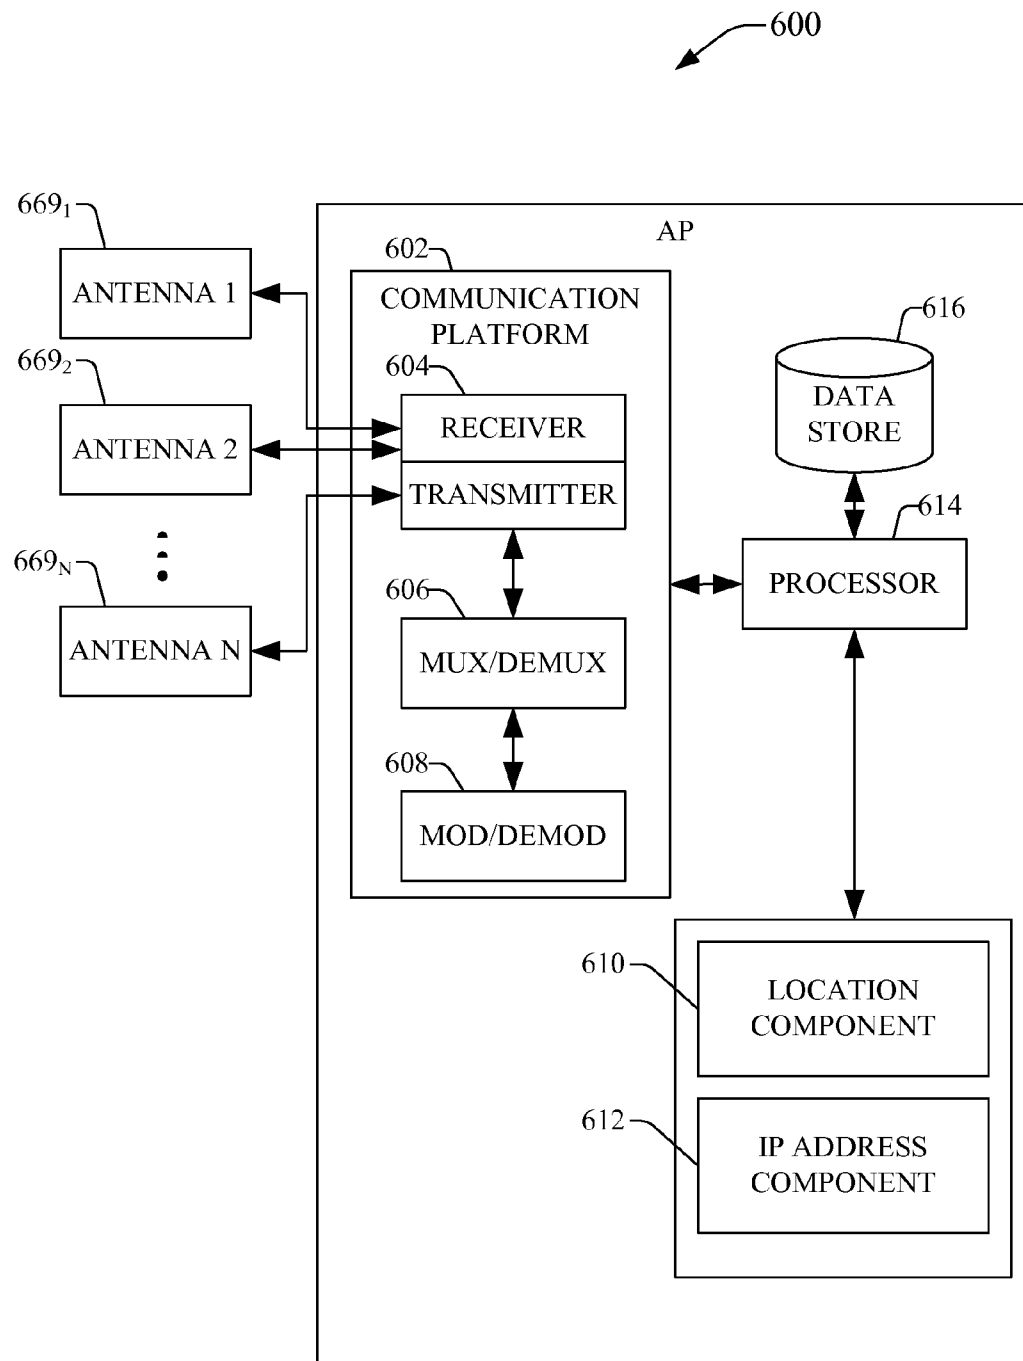 600
669₁
AP
602
ANTENNA 1
COMMUNICATION
PLATFORM
616
669₂
604
DATA
STORE
RECEIVER
ANTENNA 2
TRANSMITTER
614
669N
606
PROCESSOR
ANTENNA N
MUX/DEMUX
608
MOD/DEMOD
610
LOCATION
COMPONENT
612
IP ADDRESS
COMPONENT